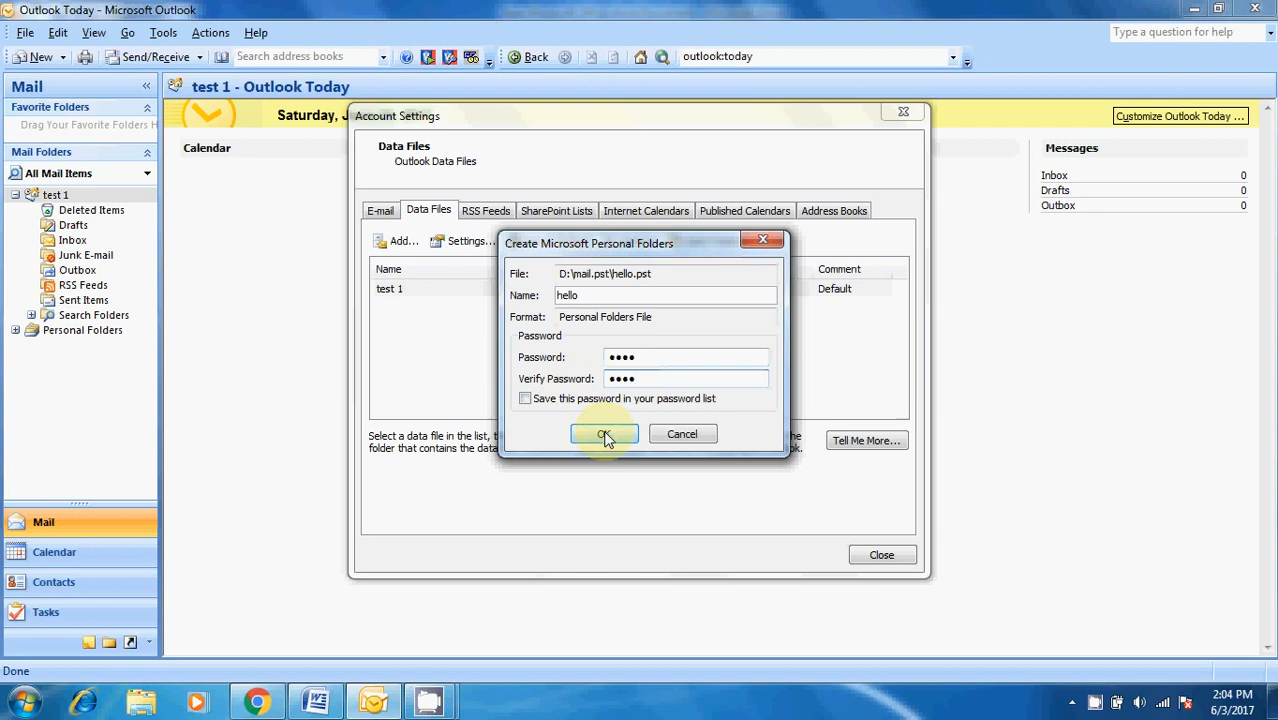 Outlook Today - Microsoft Outlook
File Edit View Go Tools Actions Help
Type a question for help
New Send/Receive Search address books Back outlook:today
Mail
test 1 - Outlook Today
Favorite Folders
Drag Your Favorite Folders H
Mail Folders
All Mail Items
test 1
Deleted Items
Drafts
Inbox
Junk E-mail
Outbox
RSS Feeds
Sent Items
Search Folders
Personal Folders
Mail
Calendar
Contacts
Tasks
Saturday, J
Customize Outlook Today ...
Calendar
Messages
Inbox 0
Drafts 0
Outbox 0
Account Settings
Data Files
Outlook Data Files
E-mail Data Files RSS Feeds SharePoint Lists Internet Calendars Published Calendars Address Books
Add... Settings...
Name Comment
test 1 Default
Select a data file in the list, t the
folder that contains the data ok.
Tell Me More...
Close
Create Microsoft Personal Folders
File: D:\mail.pst\hello.pst
Name: hello
Format: Personal Folders File
Password
Password: ••••
Verify Password: ••••
Save this password in your password list
OK Cancel
Done
2:04 PM
6/3/2017